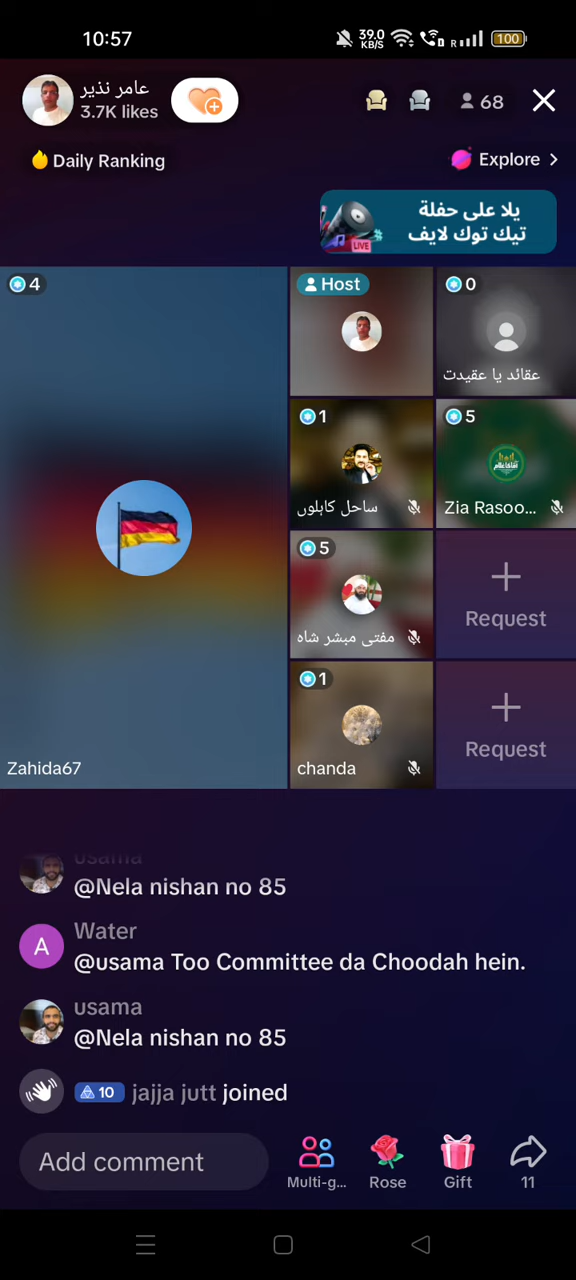 10:57
39.0
KB/S
R
100
عامر نذیر
3.7K likes
68
Daily Ranking
Explore >
يلا على حفلة
تيك توك لايف
LIVE
4
Host
0
عقائد یا عقیدت
1
ساحل کابلوں
5
Zia Rasoo...
5
مفتی مبشر شاہ
Request
1
chanda
Request
Zahida67
usama
@Nela nishan no 85
A
Water
@usama Too Committee da Choodah hein.
usama
@Nela nishan no 85
10 jajja jutt joined
Add comment
Multi-g...
Rose
Gift
11